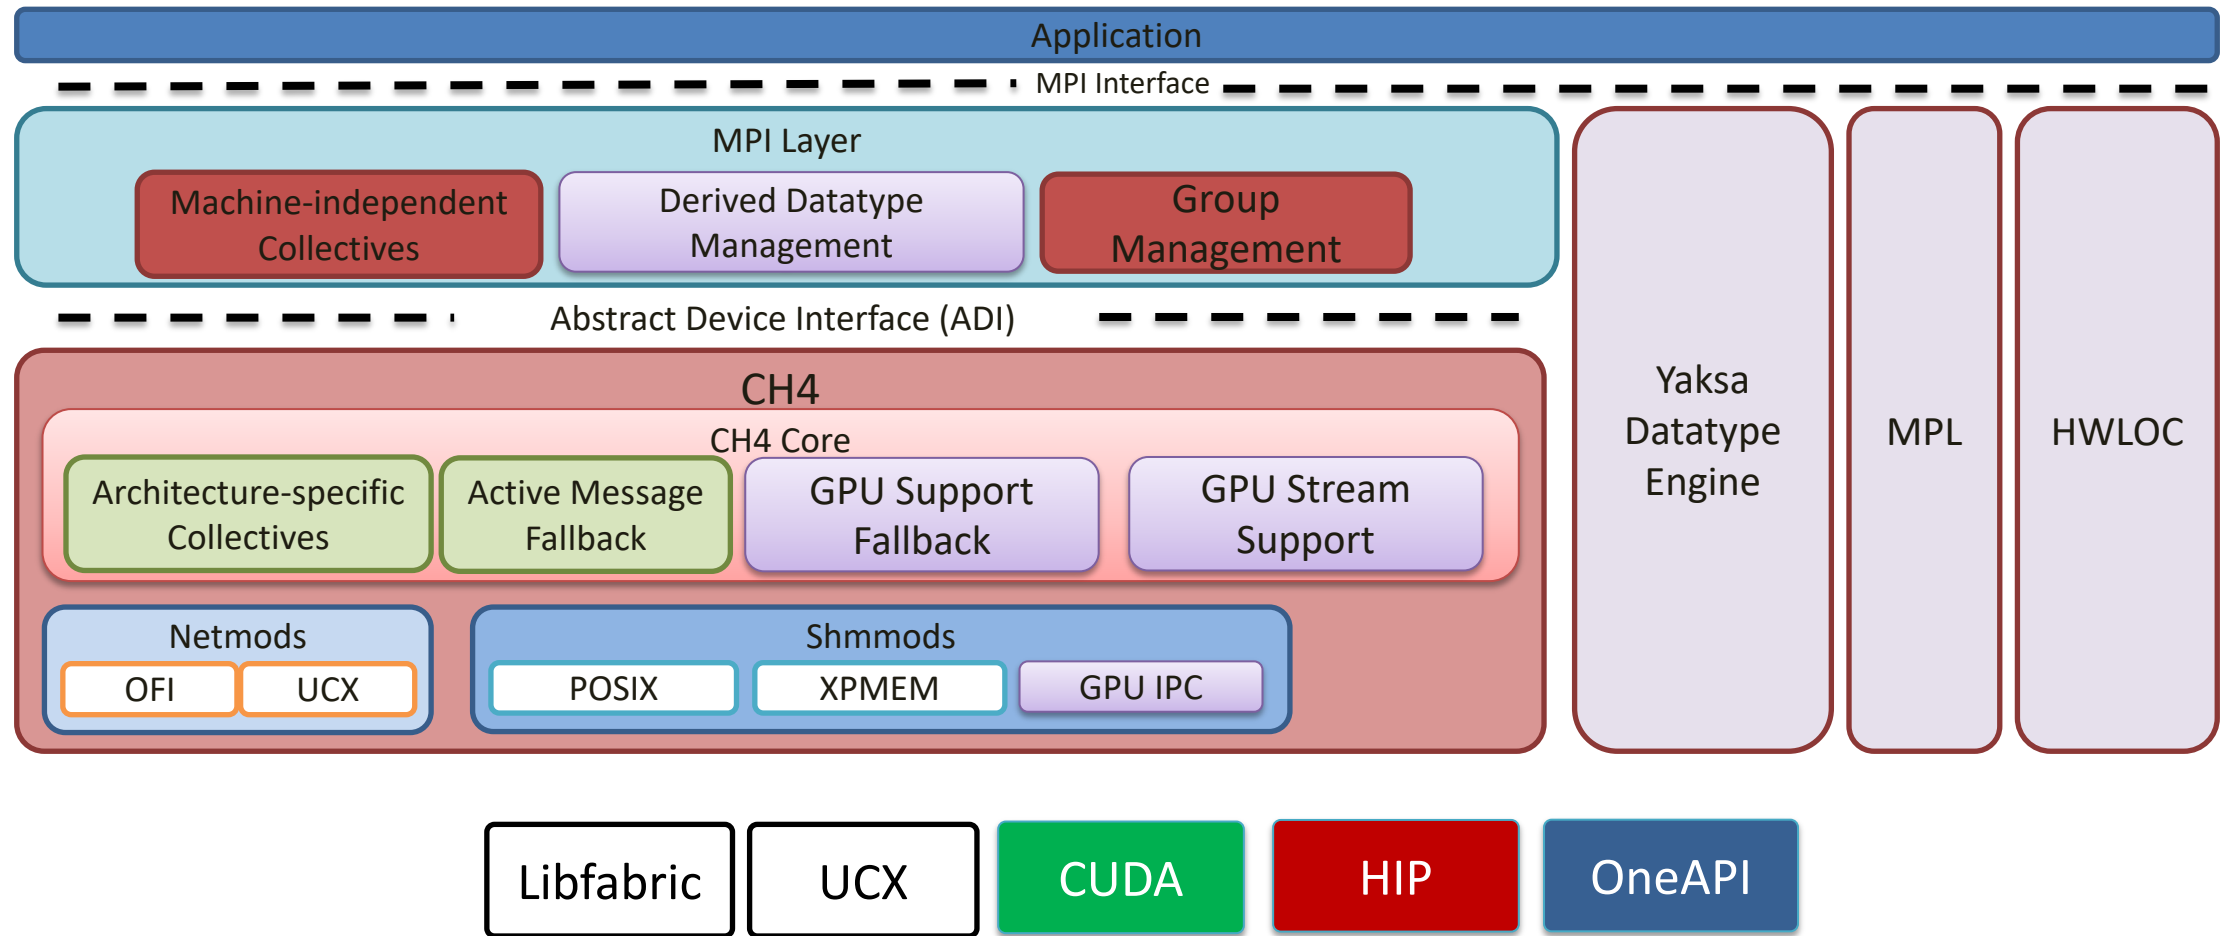 Application
MPI Interface
MPI Layer
Machine-independent
Collectives
Derived Datatype
Management
Group
Management
Abstract Device Interface (ADI)
CH4
CH4 Core
Architecture-specific
Collectives
Active Message
Fallback
GPU Support
Fallback
GPU Stream
Support
Netmods
OFI
UCX
Shmmods
POSIX
XPMEM
GPU IPC
Yaksa
Datatype
Engine
MPL
HWLOC
Libfabric
UCX
CUDA
HIP
OneAPI